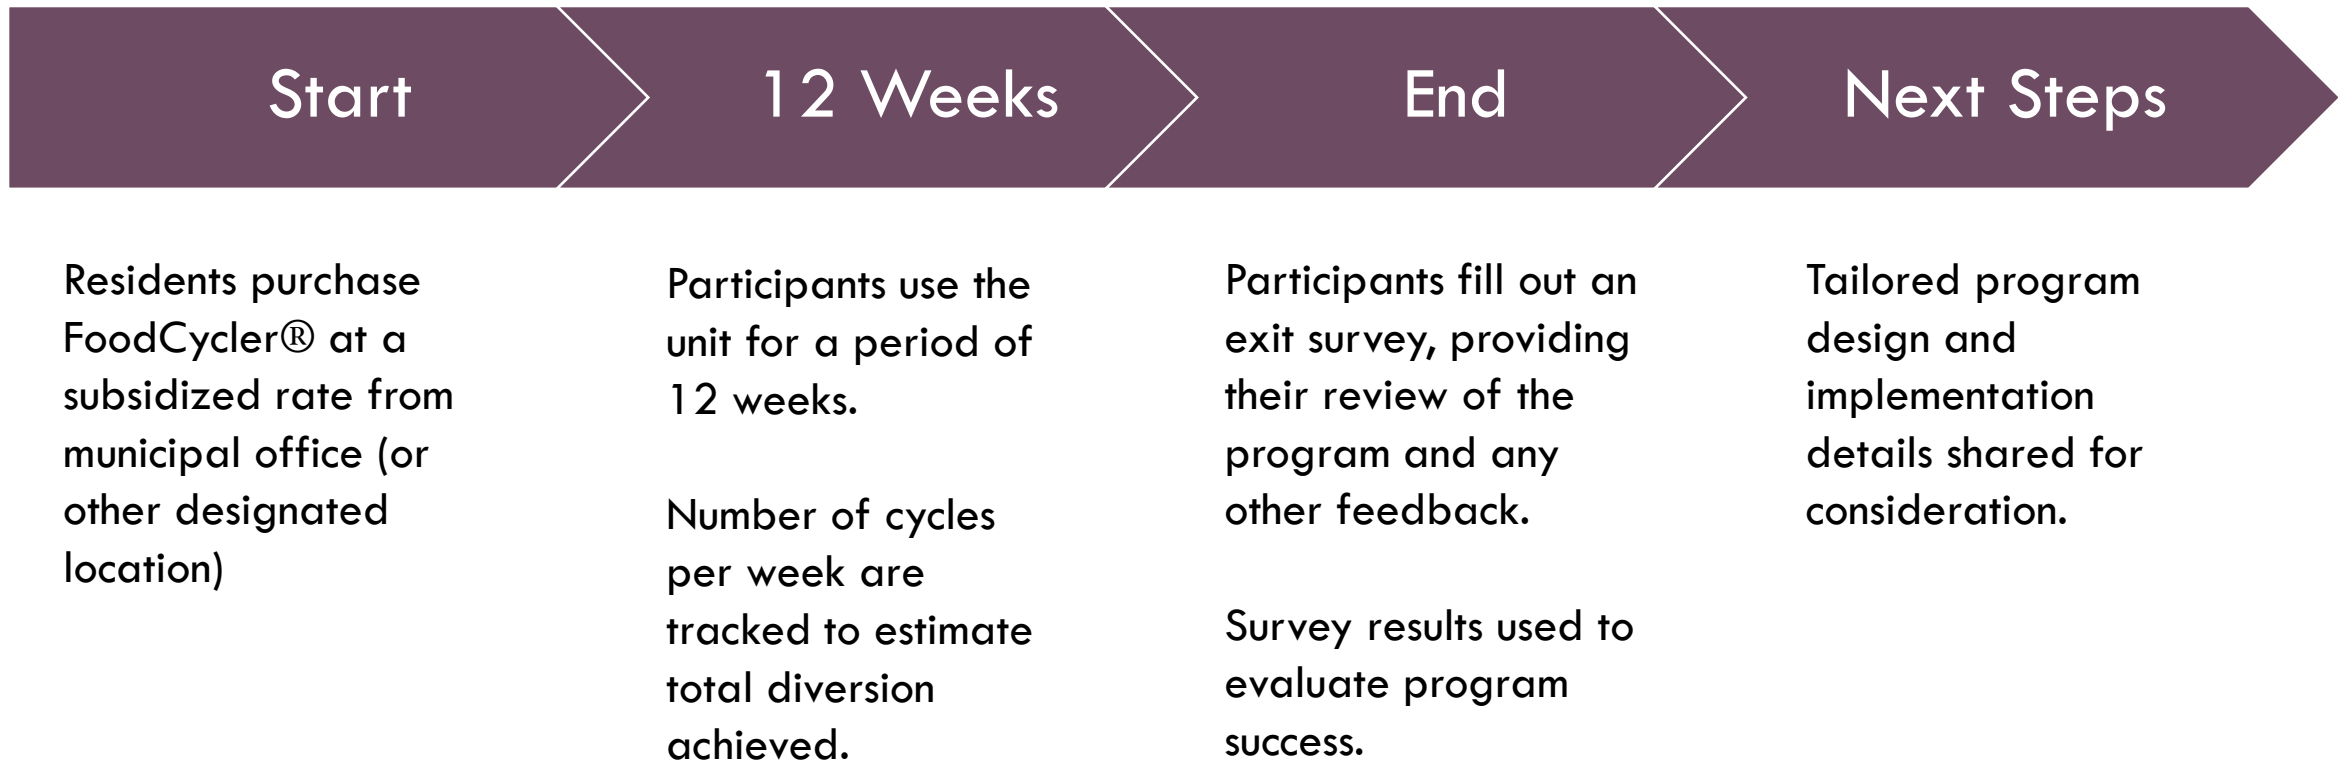 Start
12 Weeks
End
Next Steps
Residents purchase
FoodCycler® at a
subsidized rate from
municipal office (or
other designated
location)
Participants use the
unit for a period of
12 weeks.
Number of cycles
per week are
tracked to estimate
total diversion
achieved.
Participants fill out an
exit survey, providing
their review of the
program and any
other feedback.
Survey results used to
evaluate program
success.
Tailored program
design and
implementation
details shared for
consideration.